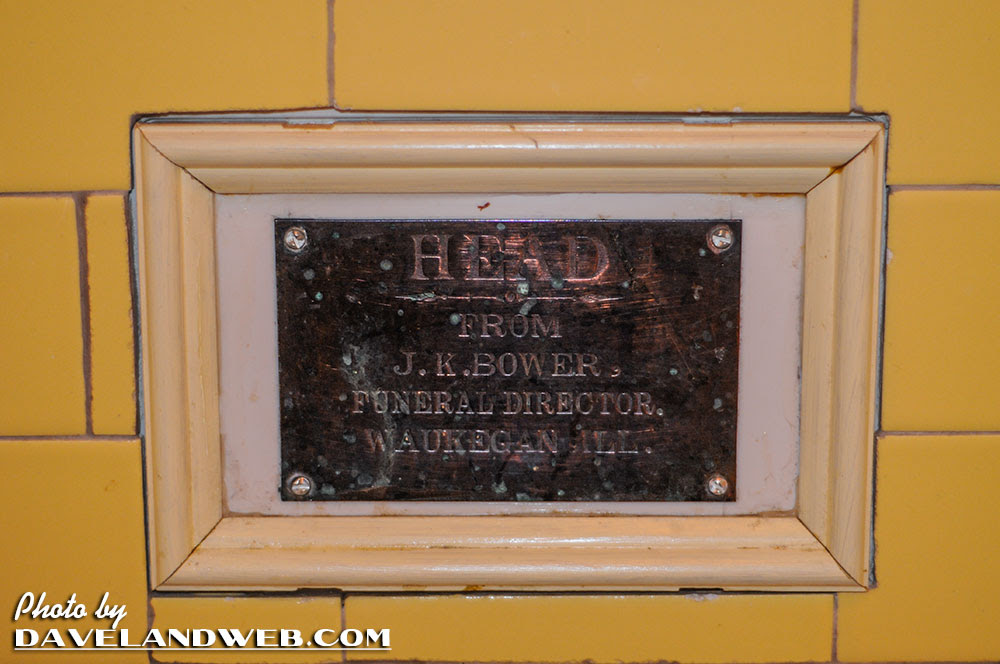 HEAD
FROM
J. K. BOWER,
FUNERAL DIRECTOR.
WAUKEGAN ILL.
Photo by
DAVELANDWEB.COM